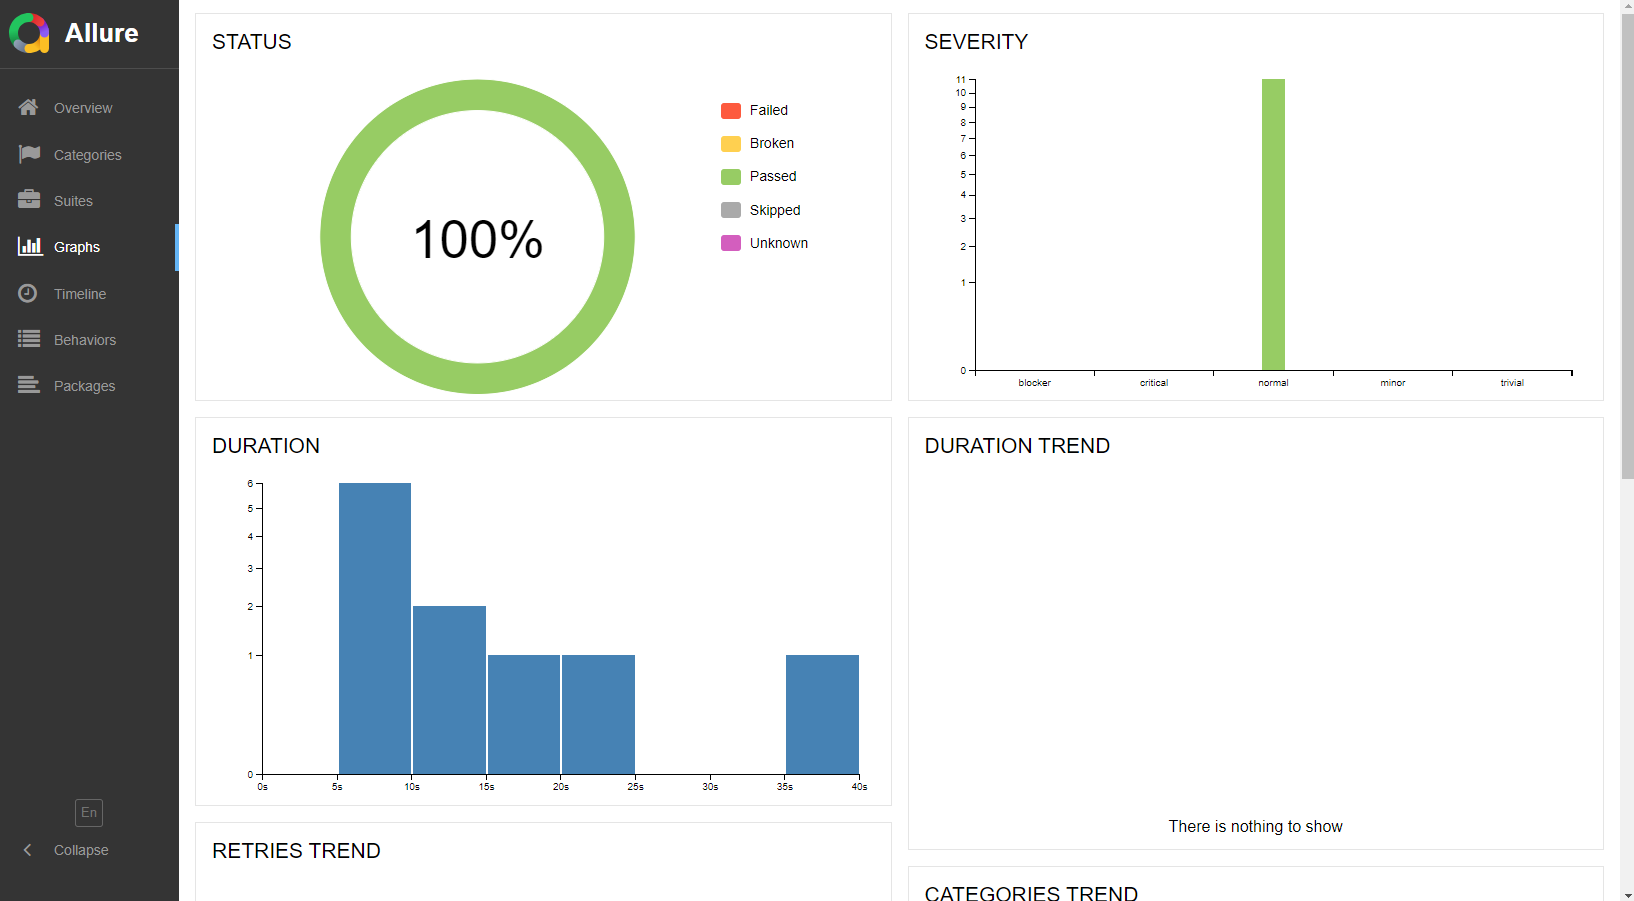 Allure
Overview
Categories
Suites
Graphs
Timeline
Behaviors
Packages
En
Collapse
STATUS
100%
Failed
Broken
Passed
Skipped
Unknown
SEVERITY
11
10
9
8
7
6
5
4
3
2
1
0
blocker critical normal minor trivial
DURATION
6
5
4
3
2
1
0
0s 5s 10s 15s 20s 25s 30s 35s 40s
DURATION TREND
There is nothing to show
RETRIES TREND
CATEGORIES TREND